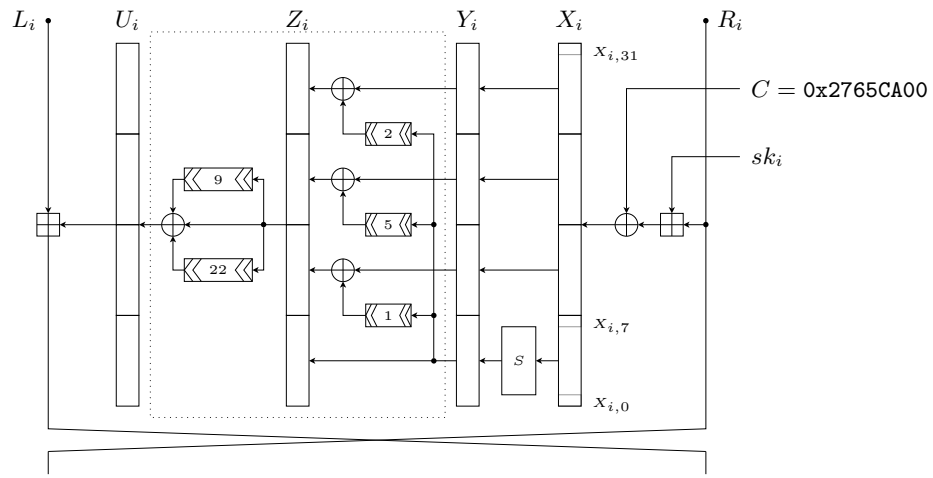 L_i U_i Z_i Y_i X_i R_i
x_{i,31}
C = 0x2765CA00
2
sk_i
9
5
22
1
x_{i,7}
S
x_{i,0}